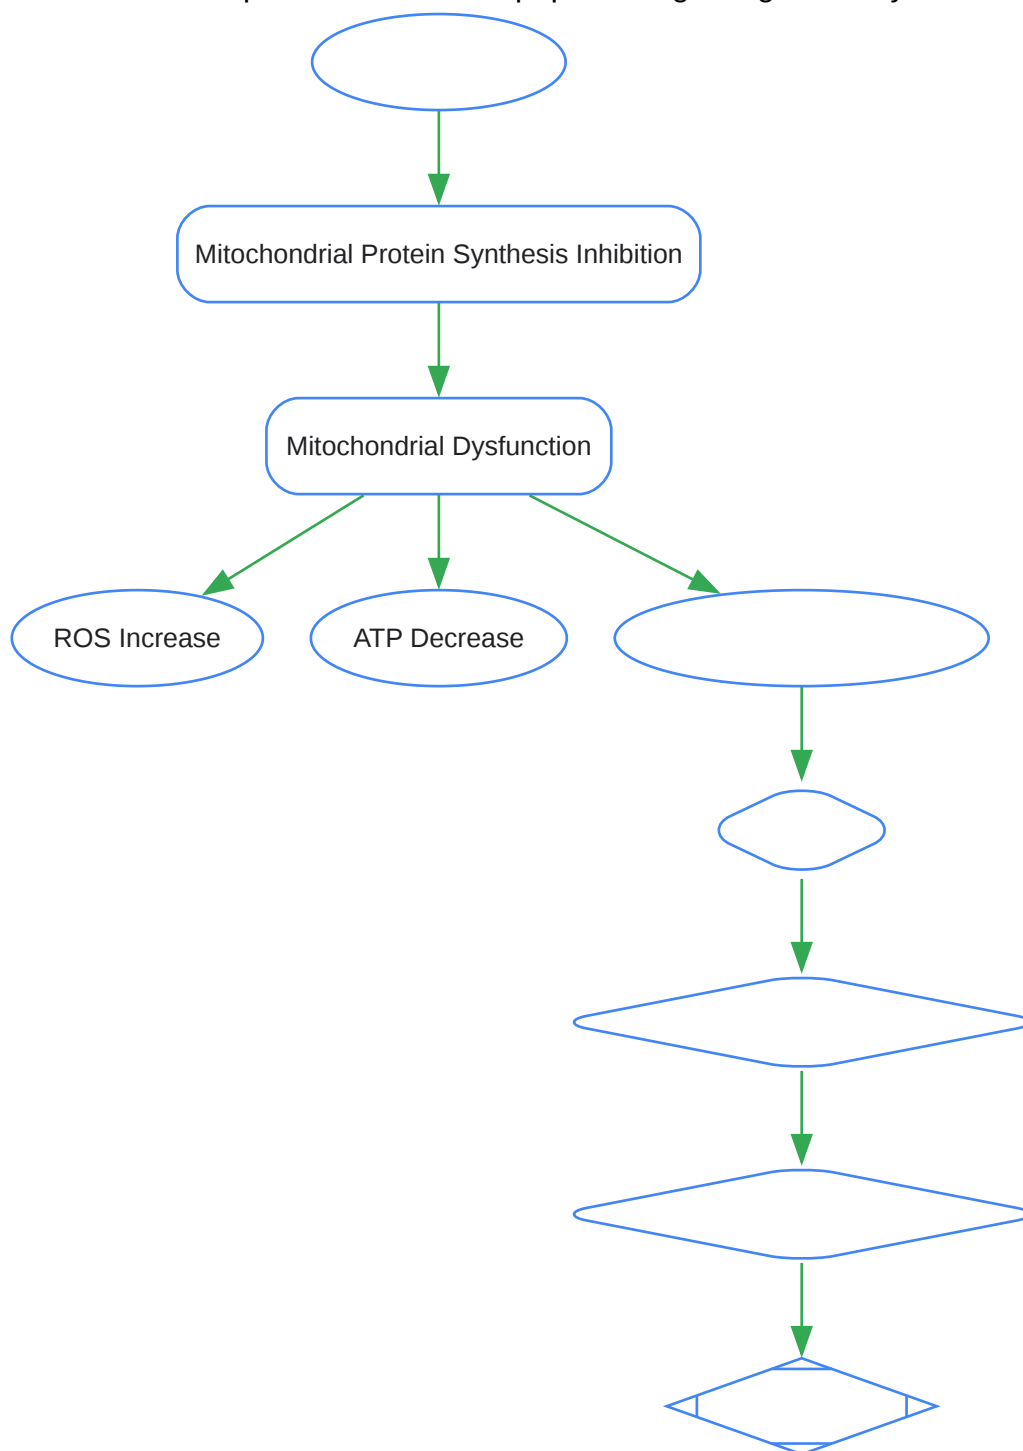 Mitochondrial Protein Synthesis Inhibition
Mitochondrial Dysfunction
ROS Increase
ATP Decrease